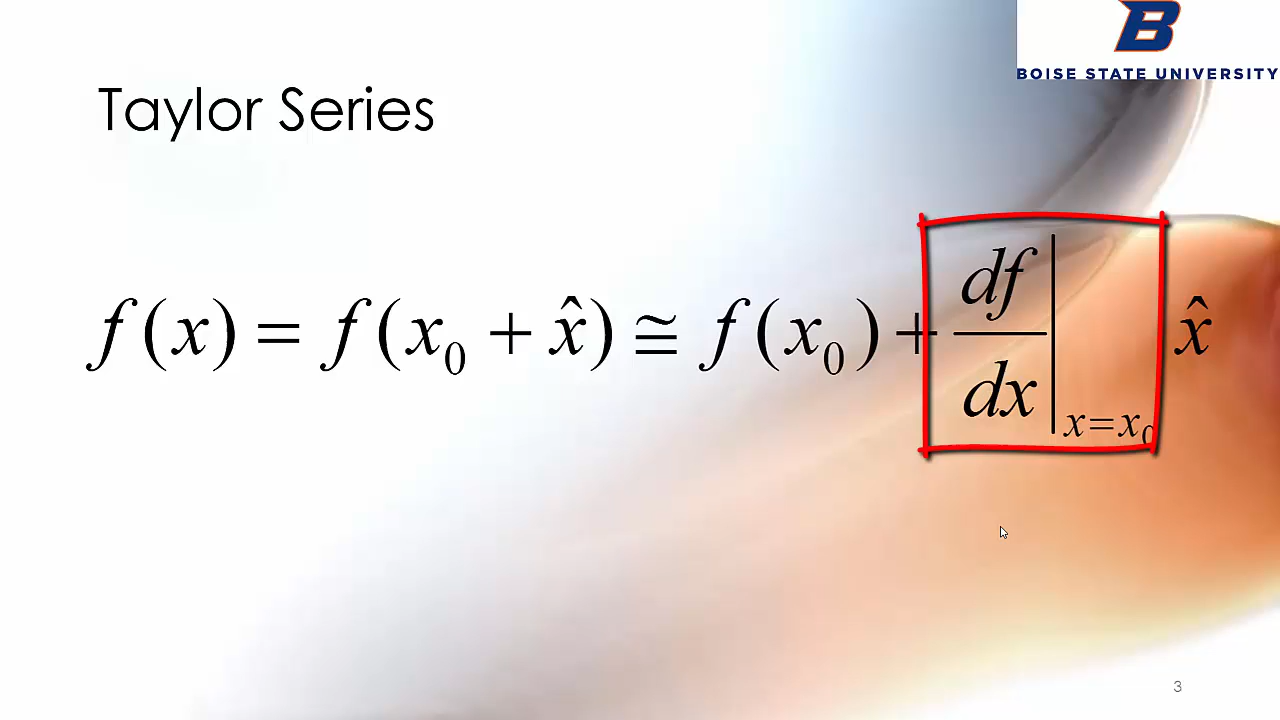 B
BOISE STATE UNIVERSITY
Taylor Series
f(x) = f(x₀ + x̂) ≅ f(x₀) + df/dx|ₓ₌ₓ₀ x̂
3